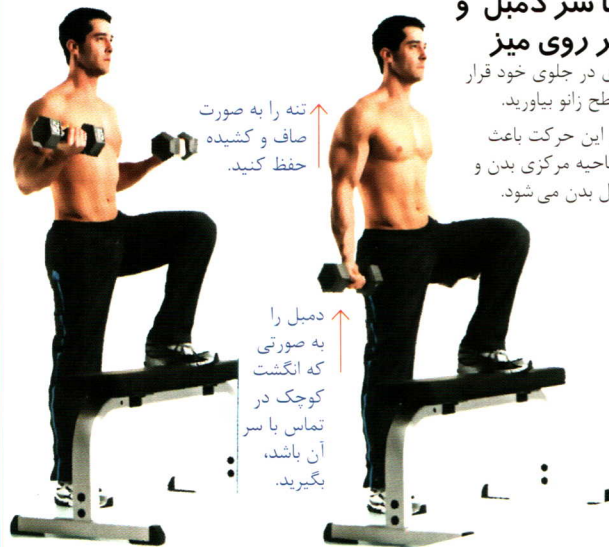 سر دمبل و
روی میز
در جلوی خود قرار
زانو بیاورید.
این حرکت باعث
ناحیه مرکزی بدن و
بدن می شود.
تنه را به صورت
صاف و کشیده
حفظ کنید.
دمبل را
به صورتی
که انگشت
کوچک در
تماس با سر
آن باشد،
بگیرید.